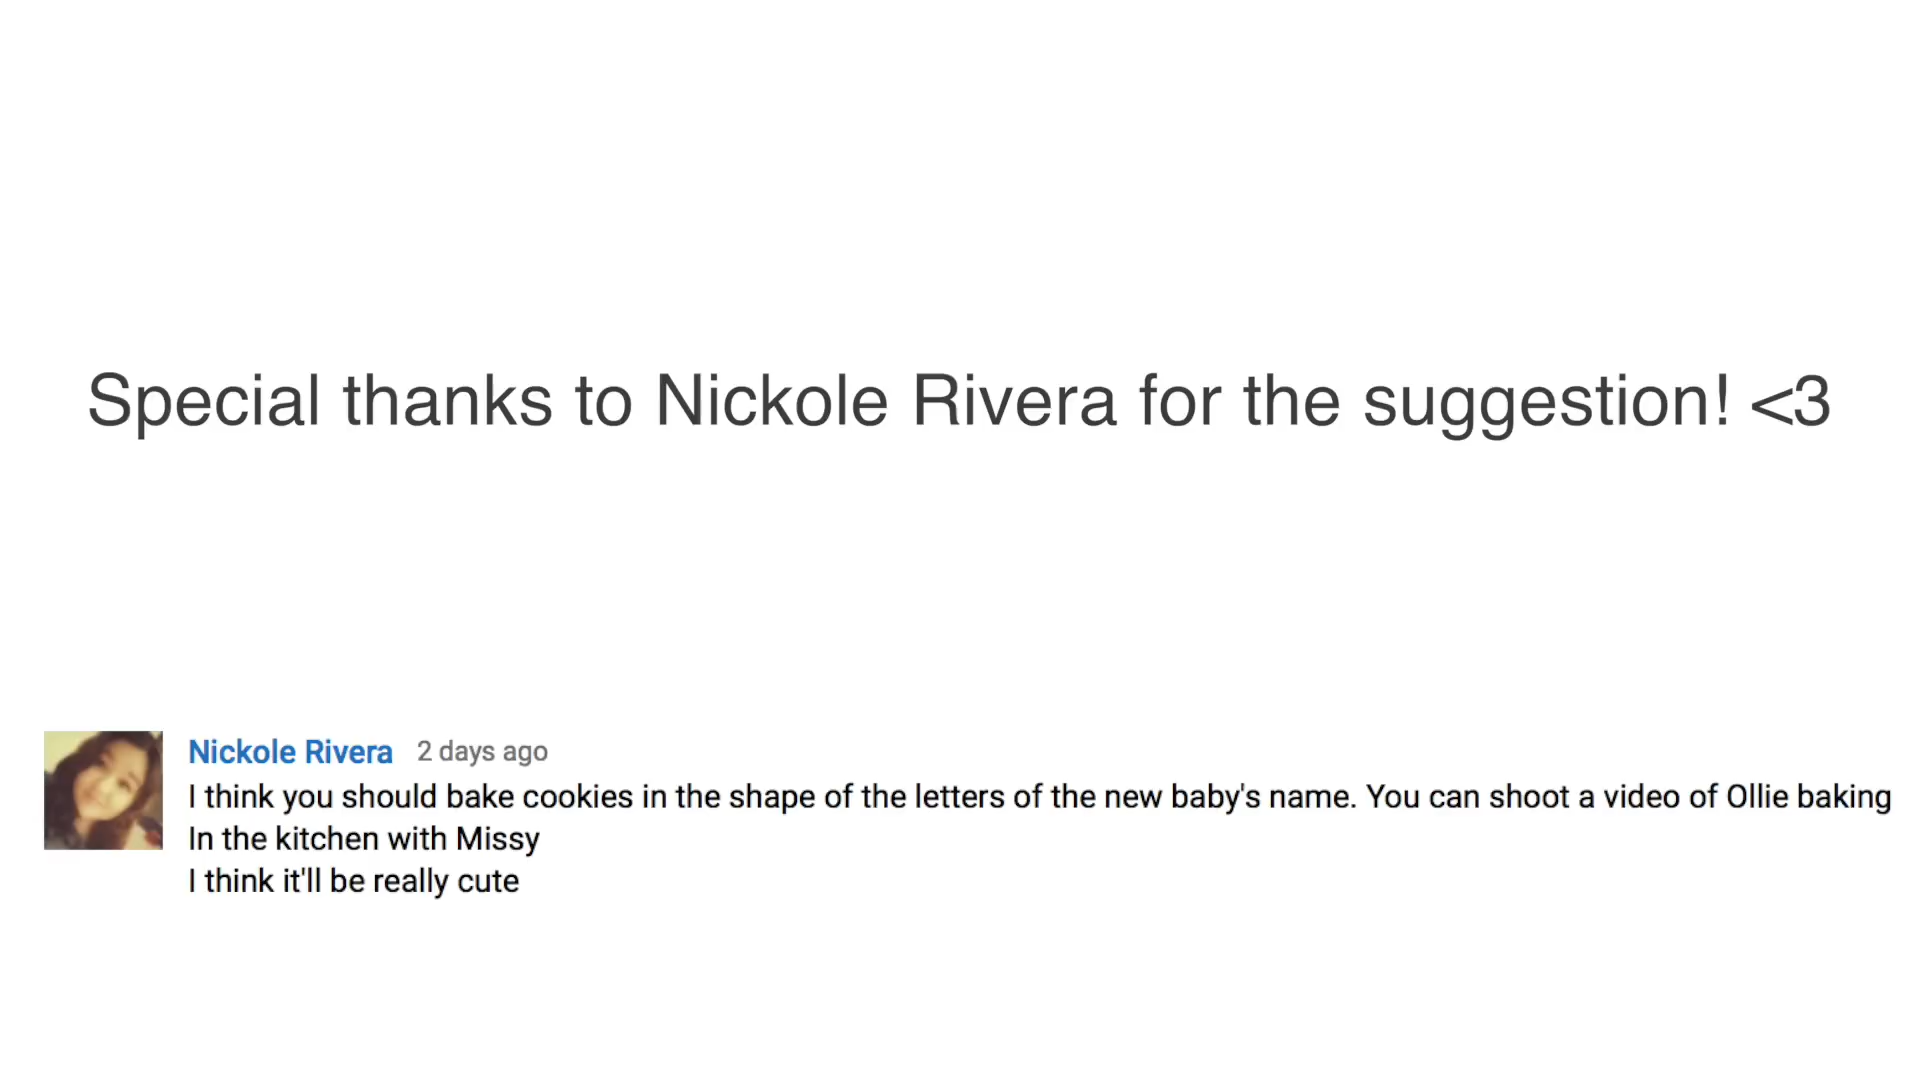 Special thanks to Nickole Rivera for the suggestion! <3
Nickole Rivera 2 days ago
I think you should bake cookies in the shape of the letters of the new baby's name. You can shoot a video of Ollie baking
In the kitchen with Missy
I think it'll be really cute